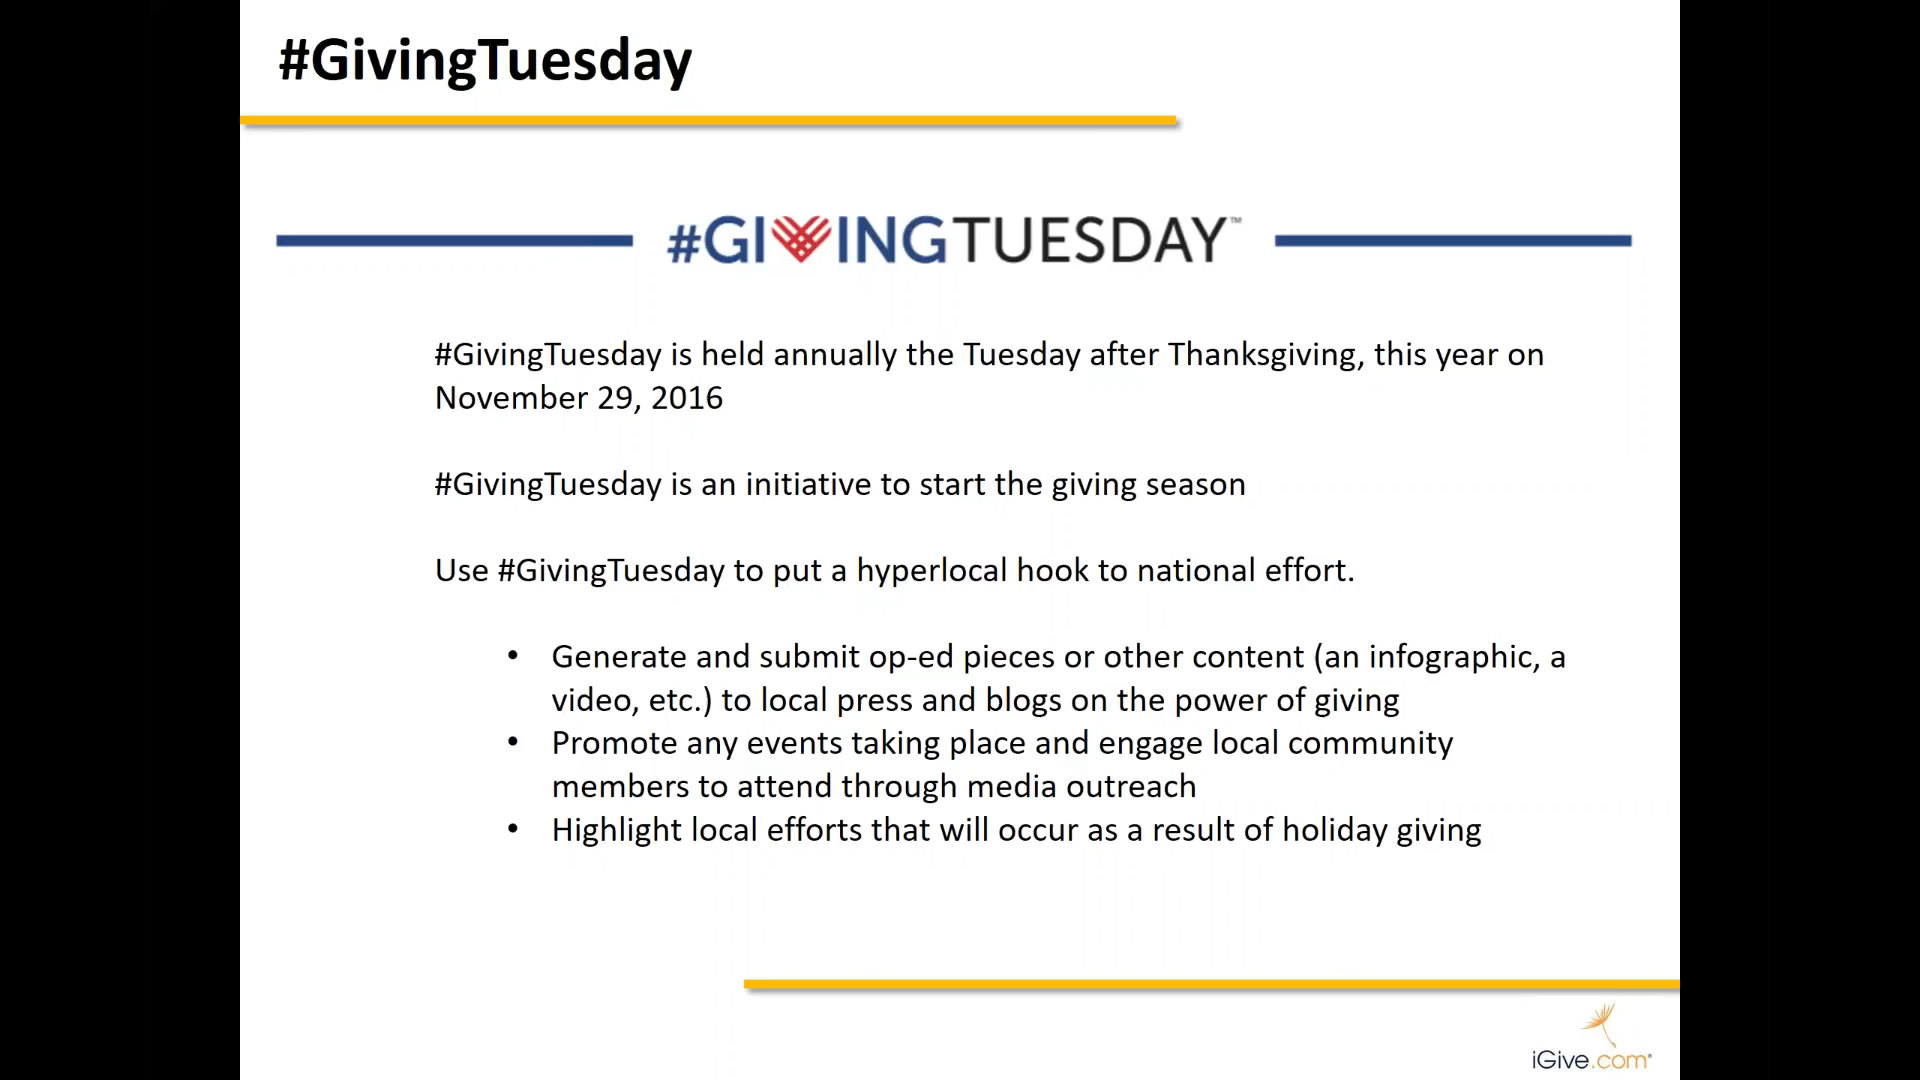 #GivingTuesday
#GIVINGTUESDAY™
#GivingTuesday is held annually the Tuesday after Thanksgiving, this year on
November 29, 2016
#GivingTuesday is an initiative to start the giving season
Use #GivingTuesday to put a hyperlocal hook to national effort.
• Generate and submit op-ed pieces or other content (an infographic, a
video, etc.) to local press and blogs on the power of giving
• Promote any events taking place and engage local community
members to attend through media outreach
• Highlight local efforts that will occur as a result of holiday giving
iGive.com®